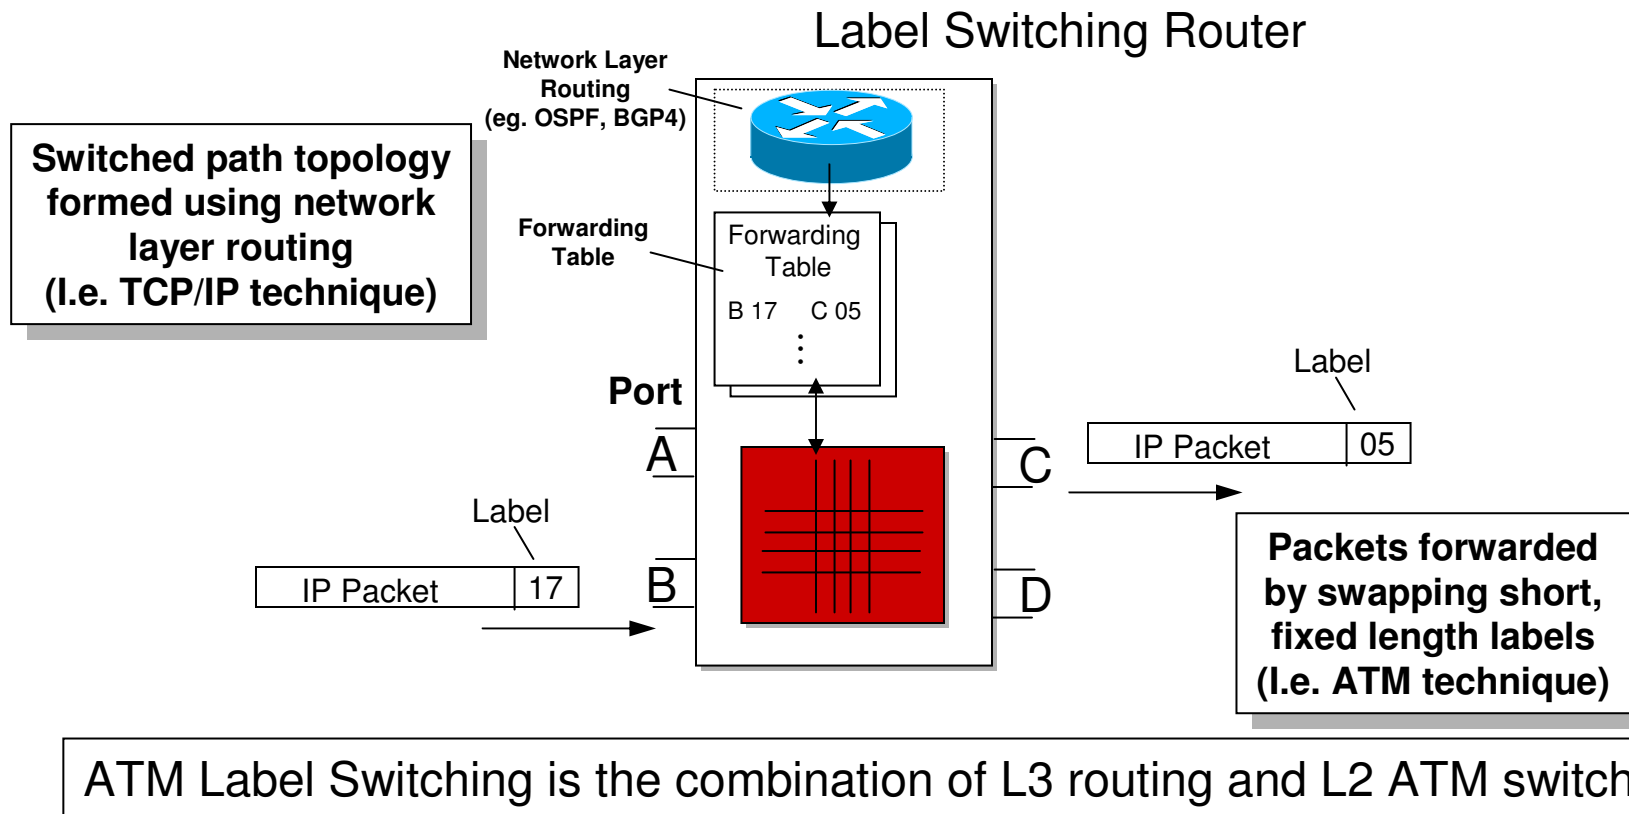 Label Switching Router
Network Layer
Routing
(eg. OSPF, BGP4)
Switched path topology
formed using network
layer routing
(I.e. TCP/IP technique)
Forwarding
Table
Forwarding
Table
B 17 C 05
Port
A
B
C
D
Label
IP Packet 17
Label
IP Packet 05
Packets forwarded
by swapping short,
fixed length labels
(I.e. ATM technique)
ATM Label Switching is the combination of L3 routing and L2 ATM switch